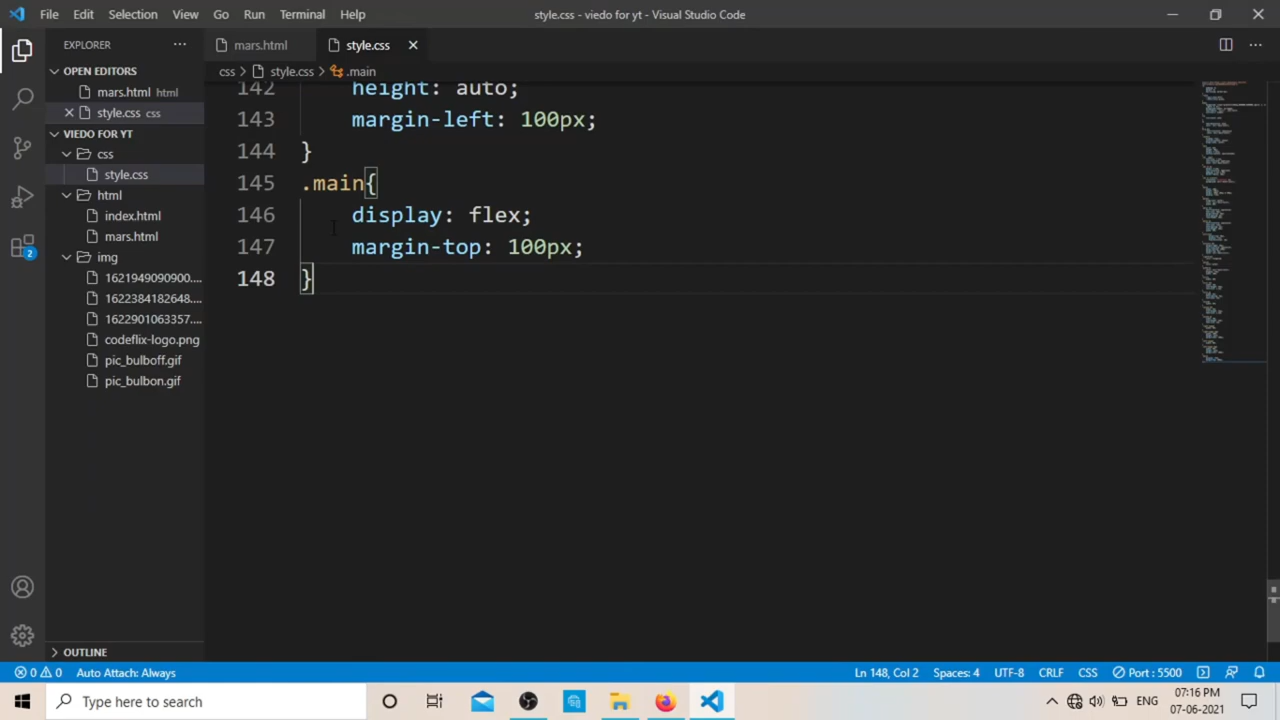 File Edit Selection View Go Run Terminal Help style.css - viedo for yt - Visual Studio Code
EXPLORER mars.html style.css
OPEN EDITORS css > style.css > .main
mars.html html
style.css css
VIEDO FOR YT
css
style.css
html
index.html
mars.html
img
1621949090900....
1622384182648....
1622901063357....
codeflix-logo.png
pic_bulboff.gif
pic_bulbon.gif
OUTLINE
2
142 height: auto;
143 margin-left: 100px;
144 }
145 .main{
146 display: flex;
147 margin-top: 100px;
148 }
0 0 Auto Attach: Always Ln 148, Col 2 Spaces: 4 UTF-8 CRLF CSS Port : 5500
Type here to search ENG 07:16 PM
07-06-2021